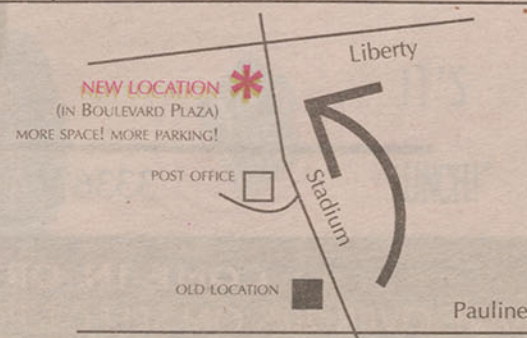 Liberty
NEW LOCATION *
(IN BOULEVARD PLAZA)
MORE SPACE! MORE PARKING!
POST OFFICE
Stadium
OLD LOCATION
Pauline